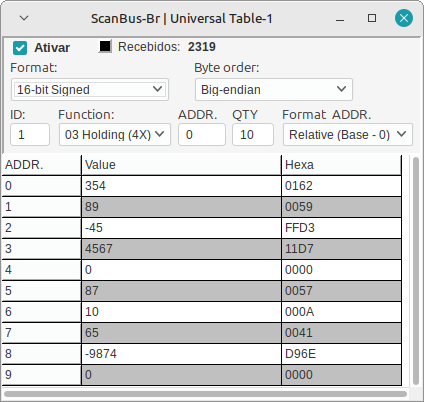 ScanBus-Br | Universal Table-1
Ativar Recebidos: 2319
Format: Byte order:
16-bit Signed Big-endian
ID: Function: ADDR. QTY Format ADDR.
1 03 Holding (4X) 0 10 Relative (Base - 0)
ADDR. Value Hexa
0 354 0162
1 89 0059
2 -45 FFD3
3 4567 11D7
4 0 0000
5 87 0057
6 10 000A
7 65 0041
8 -9874 D96E
9 0 0000